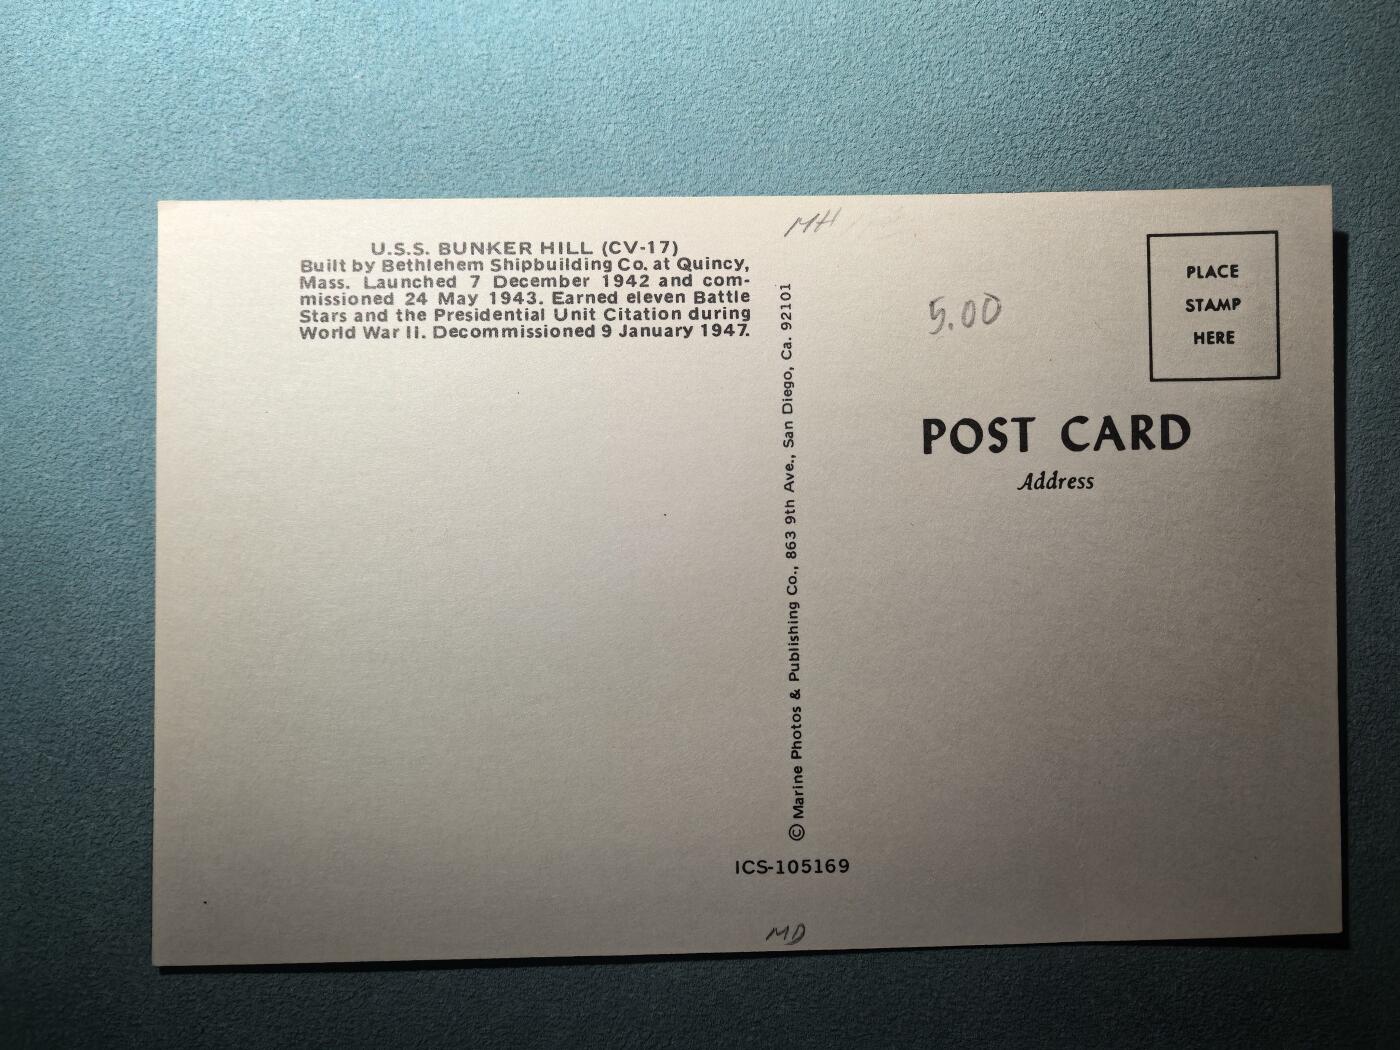 U.S.S. BUNKER HILL (CV-17)
Built by Bethlehem Shipbuilding Co. at Quincy,
Mass. Launched 7 December 1942 and com-
missioned 24 May 1943. Earned eleven Battle
Stars and the Presidential Unit Citation during
World War II. Decommissioned 9 January 1947.
MH
© Marine Photos & Publishing Co., 863 9th Ave., San Diego, Ca. 92101
ICS-105169
MD
5.00
PLACE
STAMP
HERE
POST CARD
Address